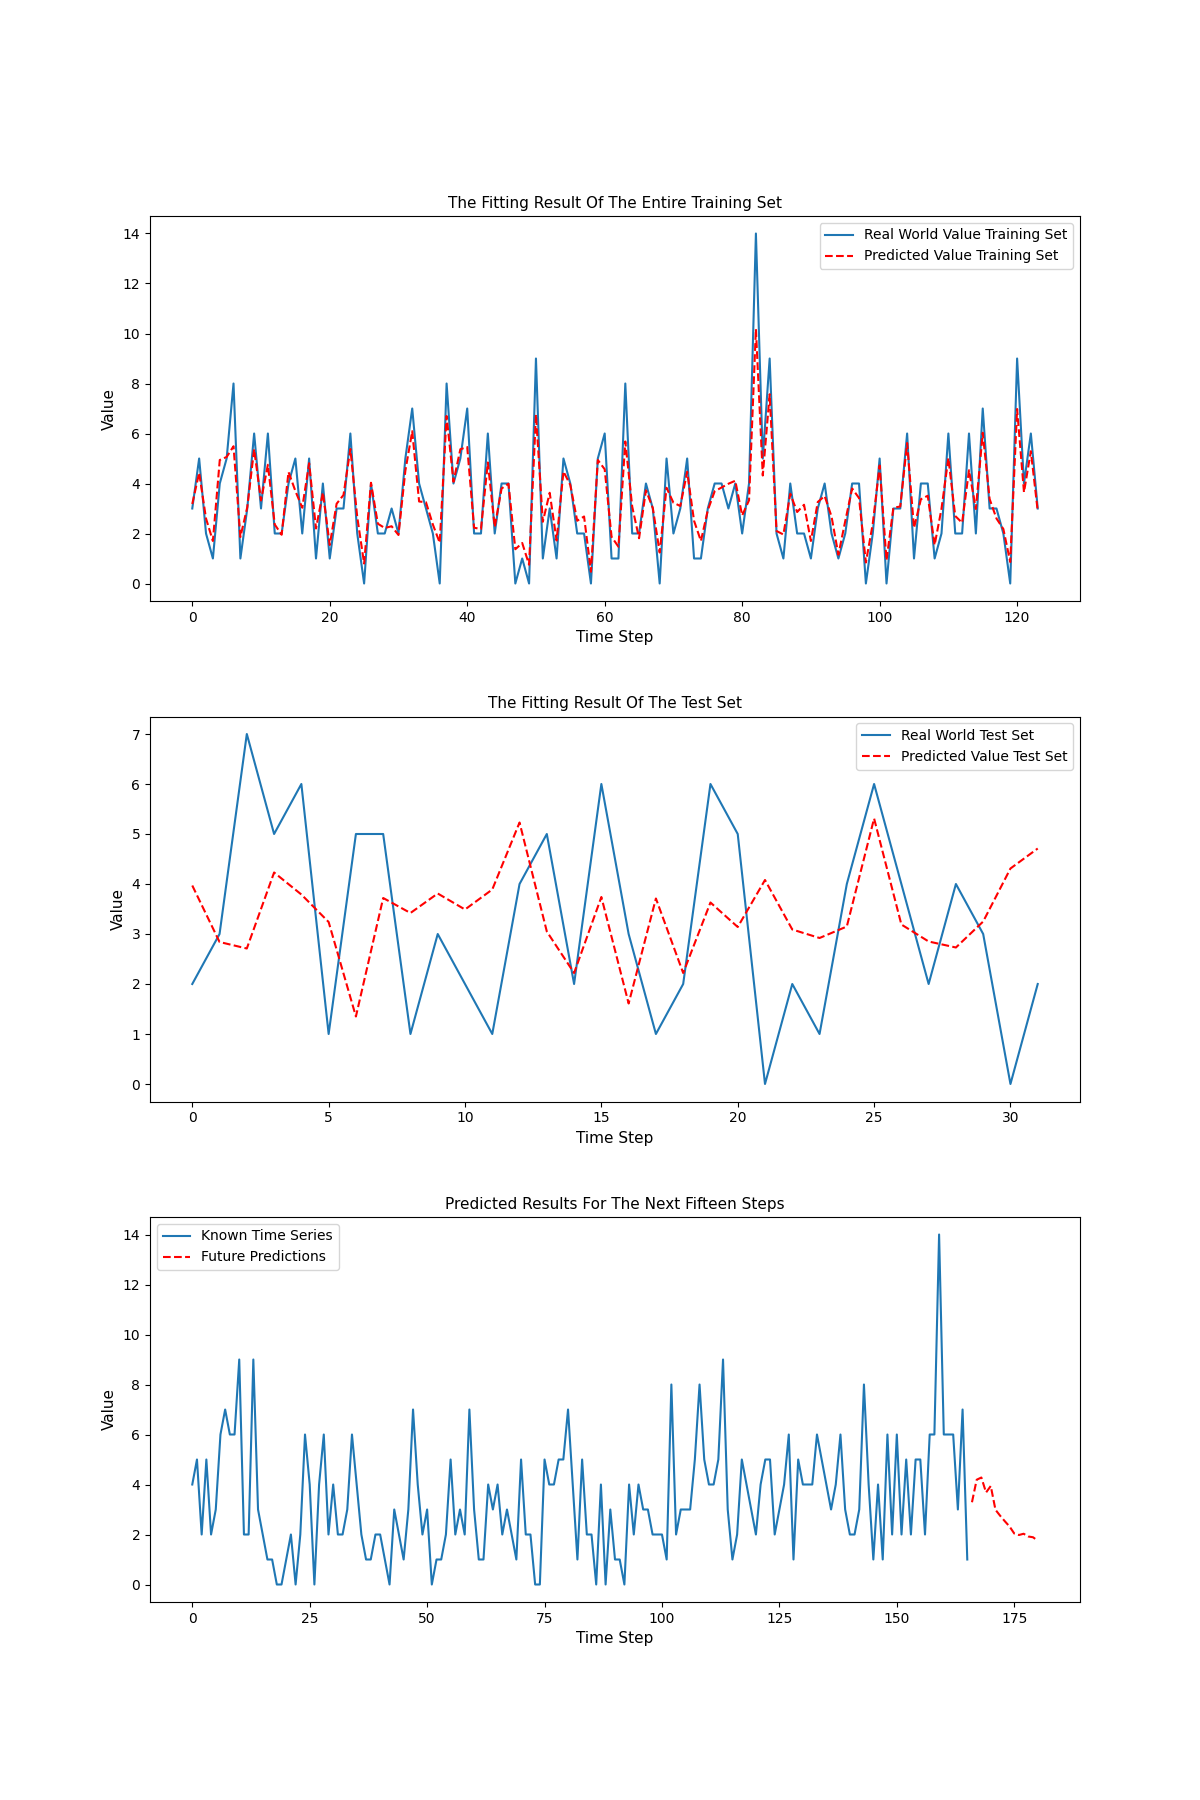 The Fitting Result Of The Entire Training Set
Real World Value Training Set
Predicted Value Training Set
Value
14
12
10
8
6
4
2
0
0 20 40 60 80 100 120
Time Step
The Fitting Result Of The Test Set
Real World Test Set
Predicted Value Test Set
Value
7
6
5
4
3
2
1
0
0 5 10 15 20 25 30
Time Step
Predicted Results For The Next Fifteen Steps
Known Time Series
Future Predictions
Value
14
12
10
8
6
4
2
0
0 25 50 75 100 125 150 175
Time Step